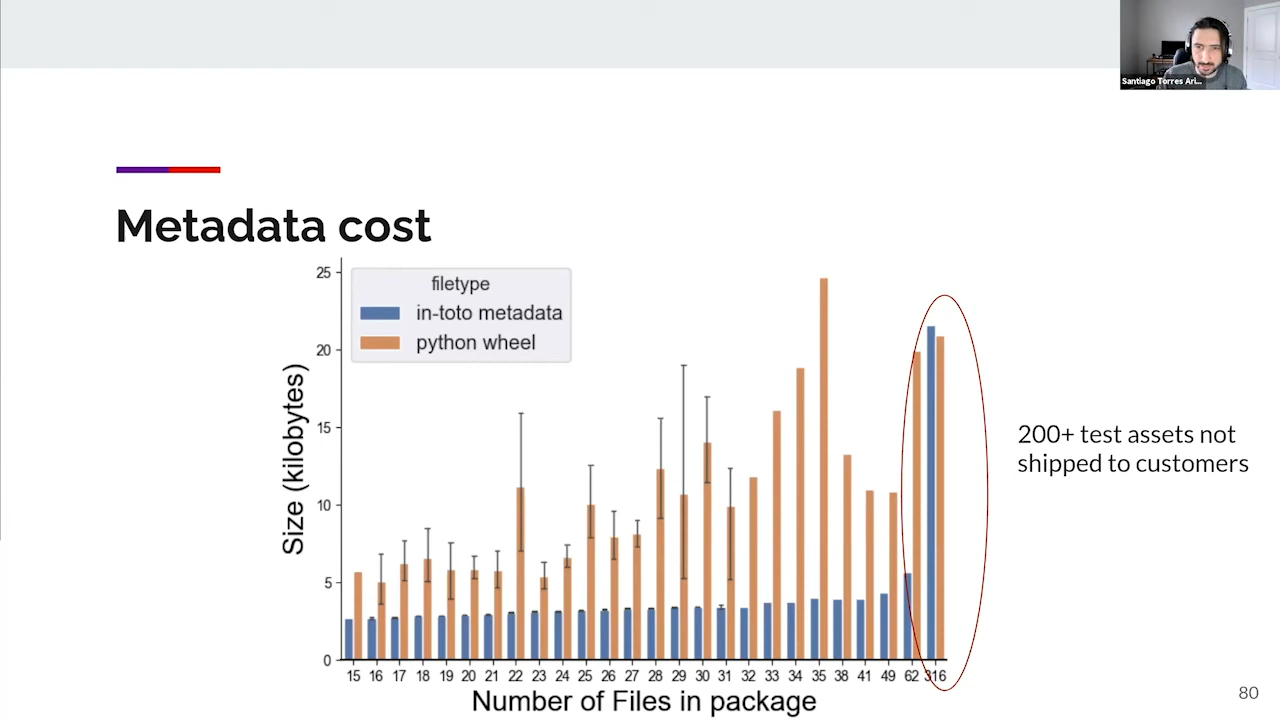 Santiago Torres Ari...
Metadata cost
filetype
in-toto metadata
python wheel
Size (kilobytes)
25
20
15
10
5
0
200+ test assets not
shipped to customers
15 16 17 18 19 20 21 22 23 24 25 26 27 28 29 30 31 32 33 34 35 38 41 49 62 316
Number of Files in package
80